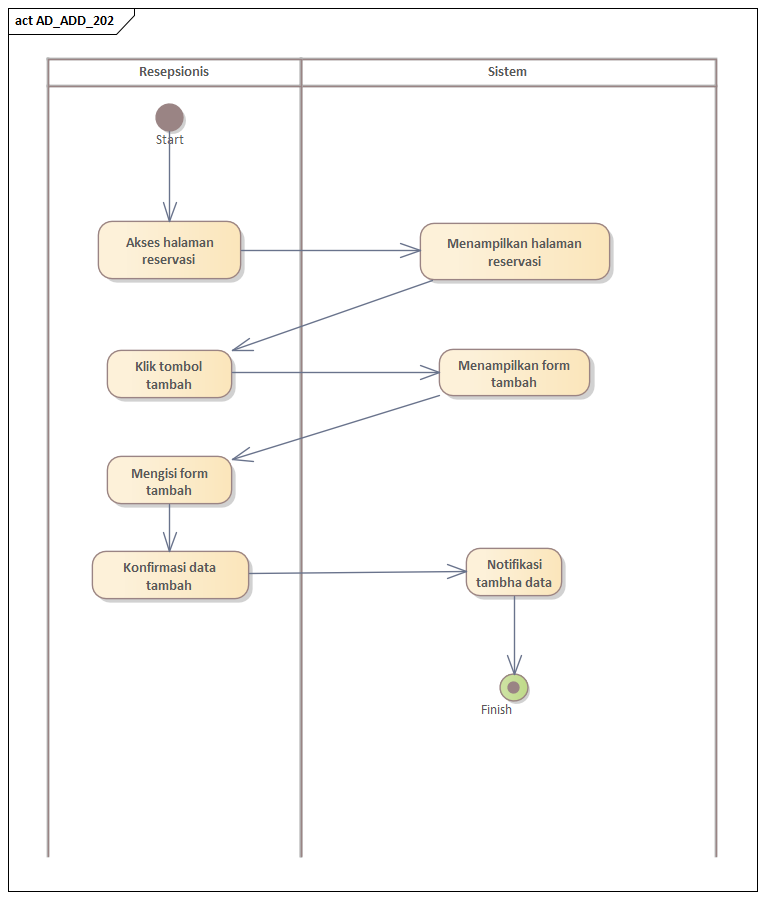 act AD_ADD_202
Resepsionis
Sistem
Start
Akses halaman
reservasi
Menampilkan halaman
reservasi
Klik tombol
tambah
Menampilkan form
tambah
Mengisi form
tambah
Konfirmasi data
tambah
Notifikasi
tambha data
Finish